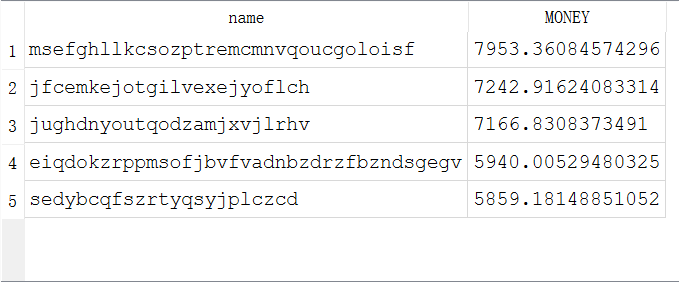 name MONEY
1 msefghllkcsozptremcmnvqoucgoloisf 7953.36084574296
2 jfcemkejotgilvexejyoflch 7242.91624083314
3 jughdnyoutqodzamjxvjlrhv 7166.8308373491
4 eiqdokzrppmsofjbvfvadnbzdrzfbzndsgegv 5940.00529480325
5 sedybcqfszrtyqsyjplczcd 5859.18148851052